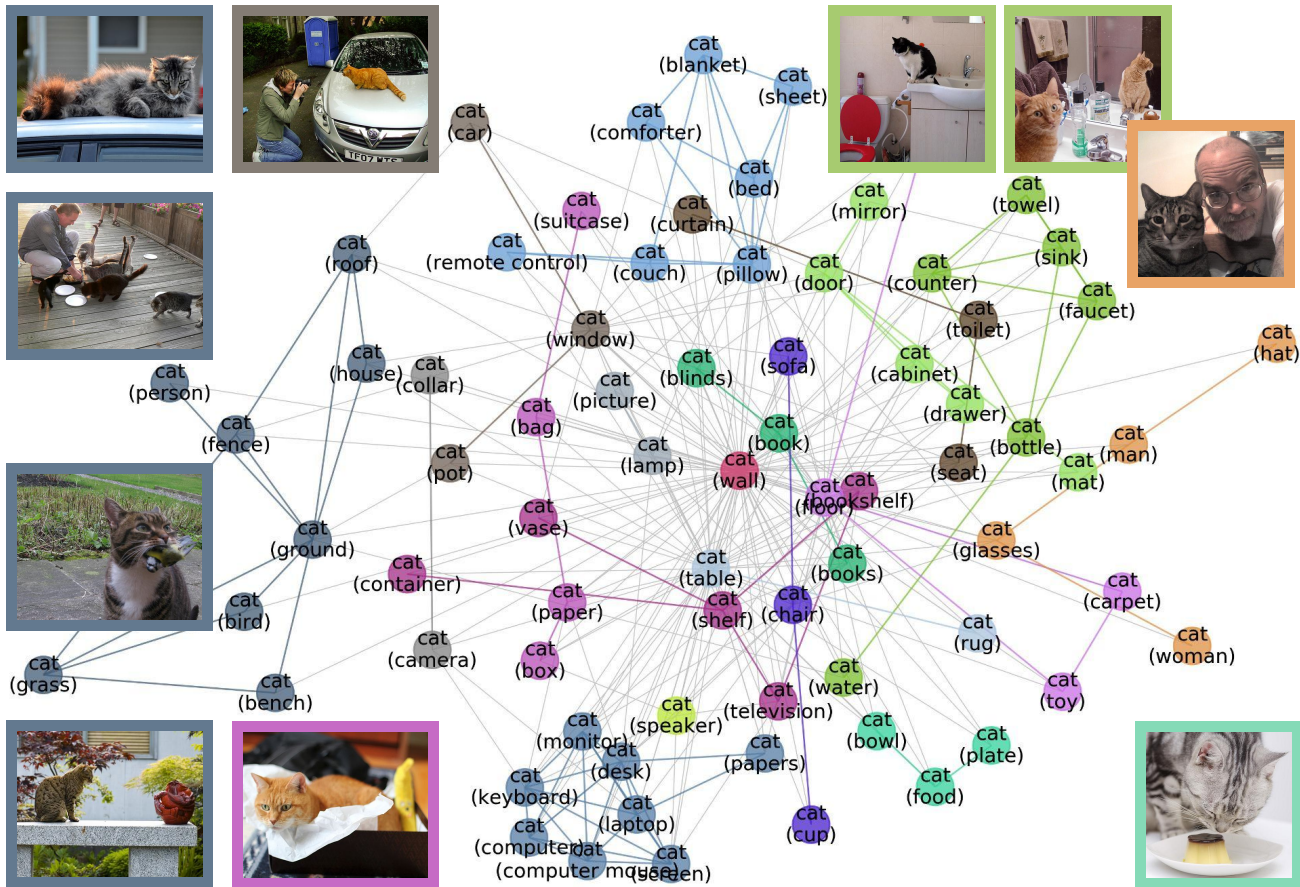 cat
(blanket)
cat
(sheet)
cat
(car)
cat
(comforter)
cat
(bed)
cat
(suitcase)
cat
(curtain)
cat
(mirror)
cat
(towel)
cat
(roof)
cat
(remote control)
cat
(couch)
cat
(pillow)
cat
(door)
cat
(counter)
cat
(sink)
cat
(faucet)
cat
(window)
cat
(toilet)
cat
(hat)
cat
(person)
cat
(house)
cat
(collar)
cat
(picture)
cat
(blinds)
cat
(sofa)
cat
(cabinet)
cat
(drawer)
cat
(fence)
cat
(bag)
cat
(book)
cat
(bottle)
cat
(man)
cat
(pot)
cat
(lamp)
cat
(wall)
cat
(seat)
cat
(mat)
cat
(floor)
cat
(bookshelf)
cat
(vase)
cat
(ground)
cat
(glasses)
cat
(container)
cat
(table)
cat
(books)
cat
(carpet)
cat
(bird)
cat
(paper)
cat
(shelf)
cat
(chair)
cat
(rug)
cat
(woman)
cat
(camera)
cat
(box)
cat
(grass)
cat
(bench)
cat
(water)
cat
(toy)
cat
(speaker)
cat
(television)
cat
(monitor)
cat
(desk)
cat
(papers)
cat
(bowl)
cat
(plate)
cat
(keyboard)
cat
(food)
cat
(laptop)
cat
(cup)
cat
(computer)
cat
(computer mouse)
cat
(screen)